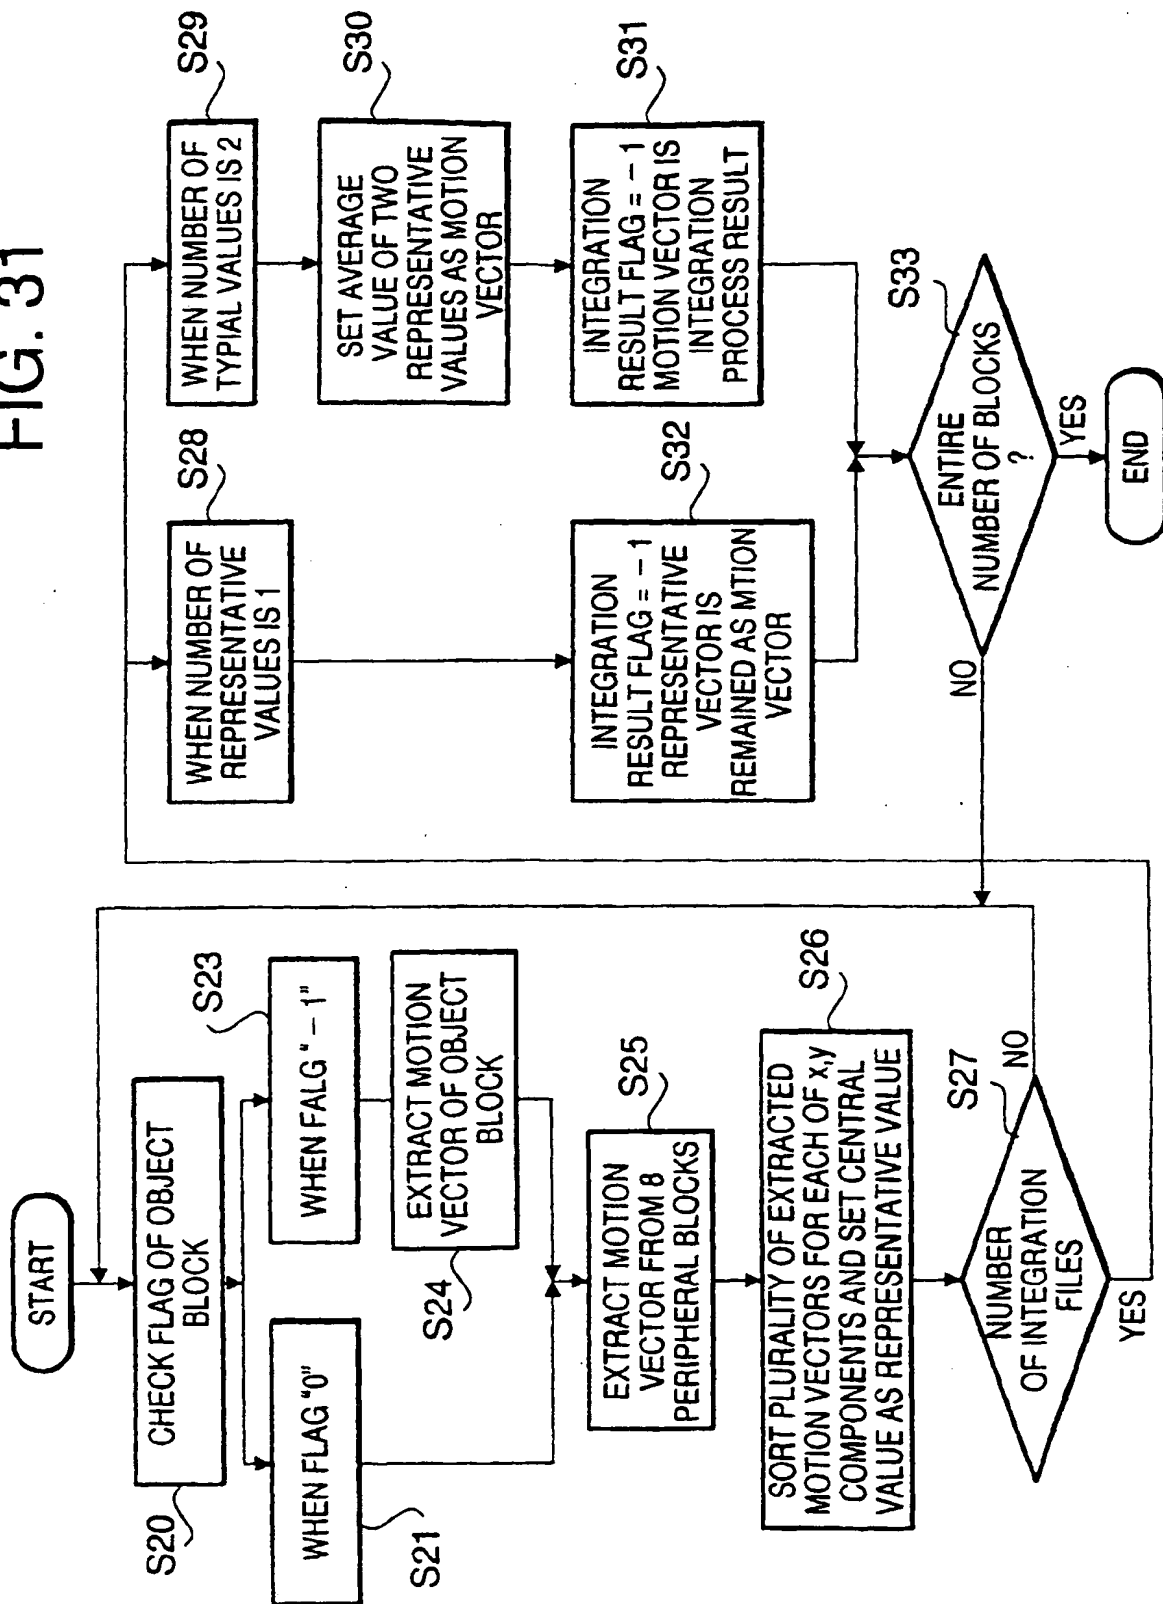 FIG. 31
START
CHECK FLAG OF OBJECT
BLOCK
S20
WHEN FLAG "0"
S21
WHEN FALG " – 1"
S23
EXTRACT MOTION
VECTOR OF OBJECT
BLOCK
S24
EXTRACT MOTION
VECTOR FROM 8
PERIPHERAL BLOCKS
S25
SORT PLURALITY OF EXTRACTED
MOTION VECTORS FOR EACH OF x,y
COMPONENTS AND SET CENTRAL
VALUE AS REPRESENTATIVE VALUE
S26
NUMBER
OF INTEGRATION
FILES
S27
NO
YES
WHEN NUMBER OF
REPRESENTATIVE
VALUES IS 1
S28
WHEN NUMBER OF
TYPIAL VALUES IS 2
S29
SET AVERAGE
VALUE OF TWO
REPRESENTATIVE
VALUES AS MOTION
VECTOR
S30
INTEGRATION
RESULT FLAG = – 1
MOTION VECTOR IS
INTEGRATION
PROCESS RESULT
S31
INTEGRATION
RESULT FLAG = – 1
REPRESENTATIVE
VECTOR IS
REMAINED AS MTION
VECTOR
S32
ENTIRE
NUMBER OF BLOCKS
?
S33
NO
YES
END